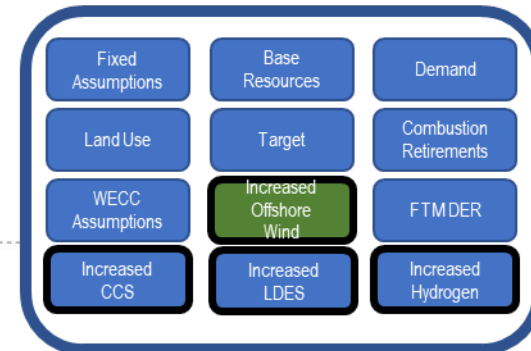 Fixed
Assumptions
Base
Resources
Demand
Land Use
Target
Combustion
Retirements
WECC
Assumptions
Increased
Offshore
Wind
FTM DER
Increased
CCS
Increased
LDES
Increased
Hydrogen